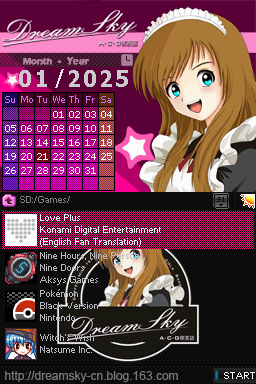 Dream Sky
A·C·G
Month · Year
01/2025
Su Mo Tu We Th Fr Sa
01 02 03 04
05 06 07 08 09 10 11
12 13 14 15 16 17 18
19 20 21 22 23 24 25
26 27 28 29 30 31
SD:/Games/
Love Plus
Konami Digital Entertainment
(English Fan Translation)
Nine Hours, Nine Persons,
Nine Doors
Aksys Games
Pokémon
Black Version
Nintendo
Dream Sky
A·C·G
Witch's Wish
Natsume Inc.
http://dreamsky-cn.blog.163.com
START